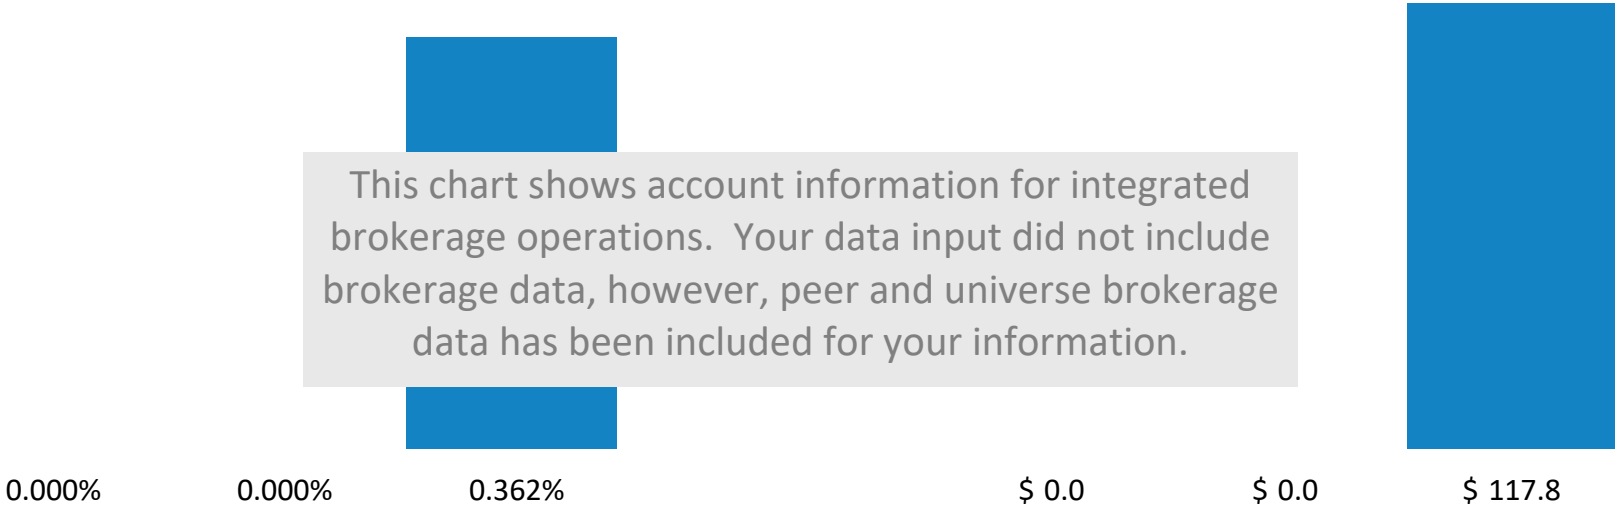 This chart shows account information for integrated
brokerage operations.  Your data input did not include
brokerage data, however, peer and universe brokerage
data has been included for your information.
0.000% 0.000% 0.362% $ 0.0 $ 0.0 $ 117.8